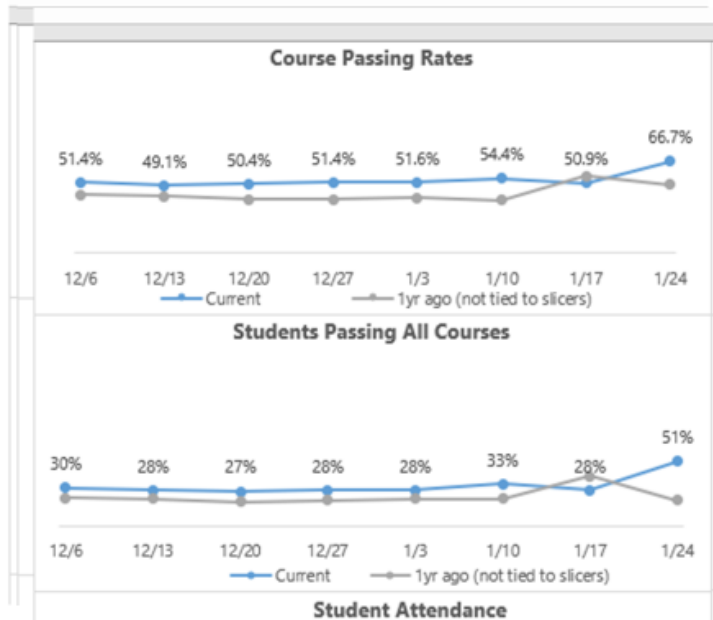 Course Passing Rates
51.4% 49.1% 50.4% 51.4% 51.6% 54.4% 50.9% 66.7%
12/6 12/13 12/20 12/27 1/3 1/10 1/17 1/24
Current 1yr ago (not tied to slicers)
Students Passing All Courses
30% 28% 27% 28% 28% 33% 28% 51%
12/6 12/13 12/20 12/27 1/3 1/10 1/17 1/24
Current 1yr ago (not tied to slicers)
Student Attendance